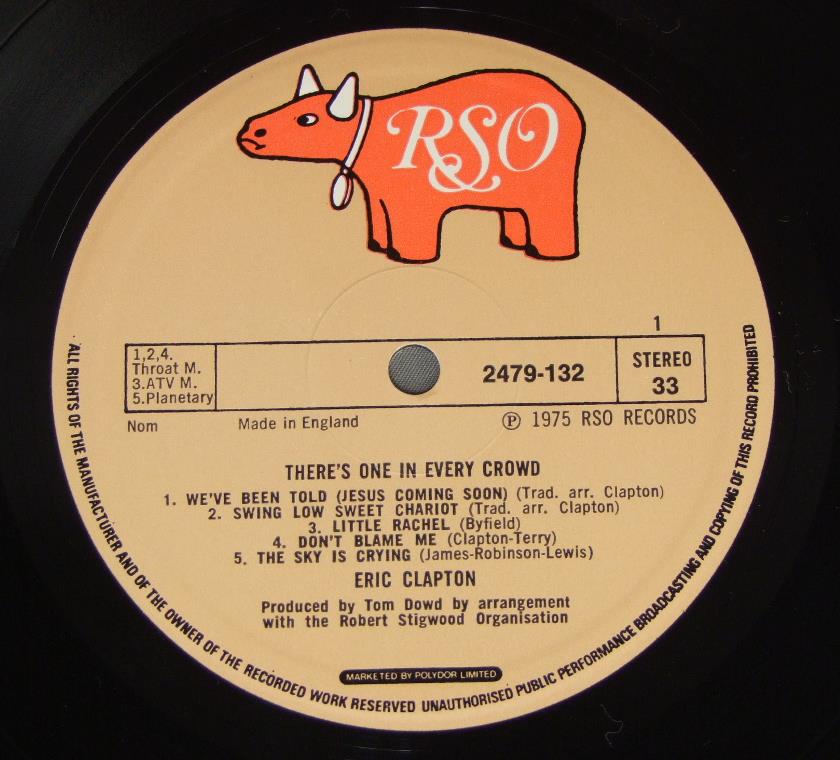 RSO
1
1,2,4.
Throat M.
3.ATV M.
5.Planetary
2479-132
STEREO
33
Nom
Made in England
Ⓟ 1975 RSO RECORDS
THERE'S ONE IN EVERY CROWD
1. WE'VE BEEN TOLD (JESUS COMING SOON) (Trad. arr. Clapton)
2. SWING LOW SWEET CHARIOT (Trad. arr. Clapton)
3. LITTLE RACHEL (Byfield)
4. DON'T BLAME ME (Clapton-Terry)
5. THE SKY IS CRYING (James-Robinson-Lewis)
ERIC CLAPTON
Produced by Tom Dowd by arrangement
with the Robert Stigwood Organisation
MARKETED BY POLYDOR LIMITED
ALL RIGHTS OF THE MANUFACTURER AND OF THE OWNER OF THE RECORDED WORK RESERVED UNAUTHORISED PUBLIC PERFORMANCE BROADCASTING AND COPYING OF THIS RECORD PROHIBITED